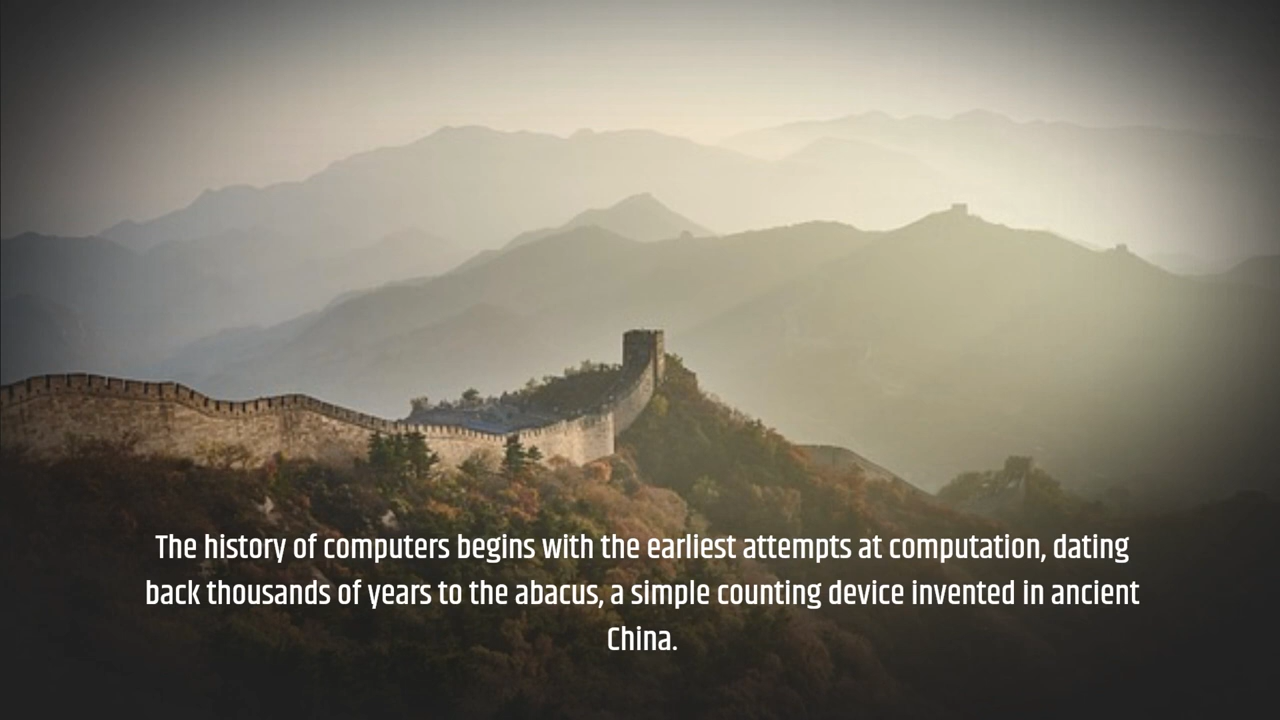 The history of computers begins with the earliest attempts at computation, dating
back thousands of years to the abacus, a simple counting device invented in ancient
China.